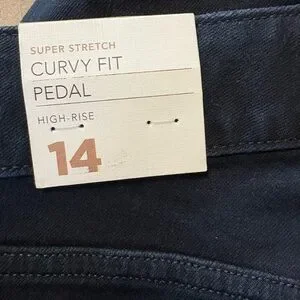 SUPER STRETCH
CURVY FIT
PEDAL
HIGH-RISE
14